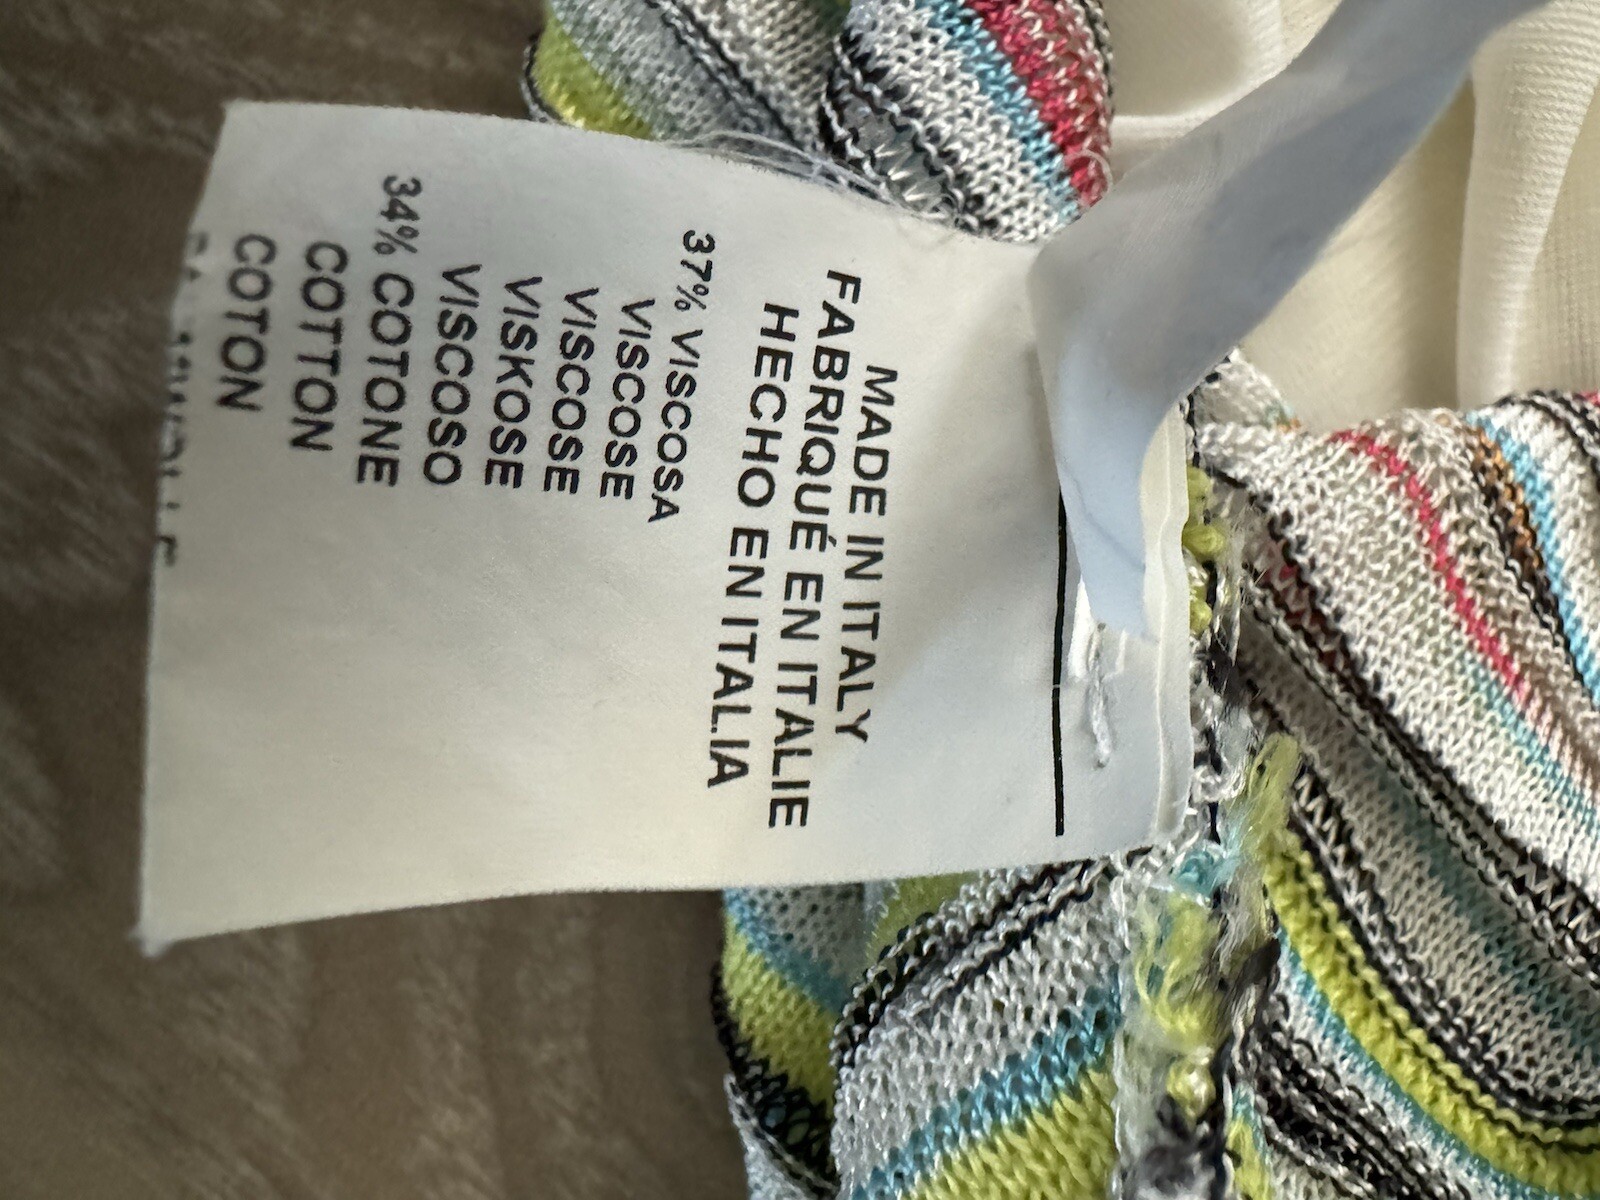 MADE IN ITALY
FABRIQUÉ EN ITALIE
HECHO EN ITALIA
37% VISCOSA
VISCOSE
VISCOSE
VISKOSE
VISCOSO
34% COTONE
COTTON
COTON